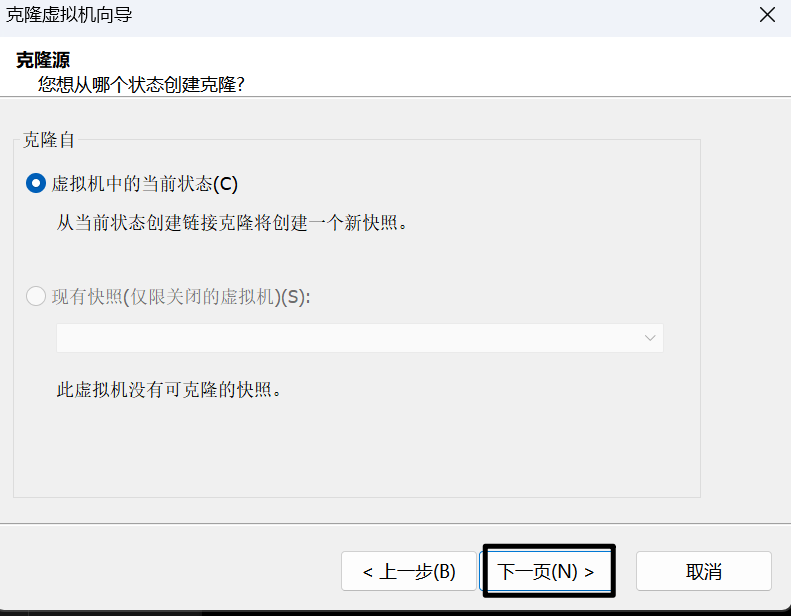 克隆虚拟机向导
克隆源
您想从哪个状态创建克隆?
克隆自
虚拟机中的当前状态(C)
从当前状态创建链接克隆将创建一个新快照。
现有快照(仅限关闭的虚拟机)(S):
此虚拟机没有可克隆的快照。
< 上一步(B) 下一页(N) > 取消